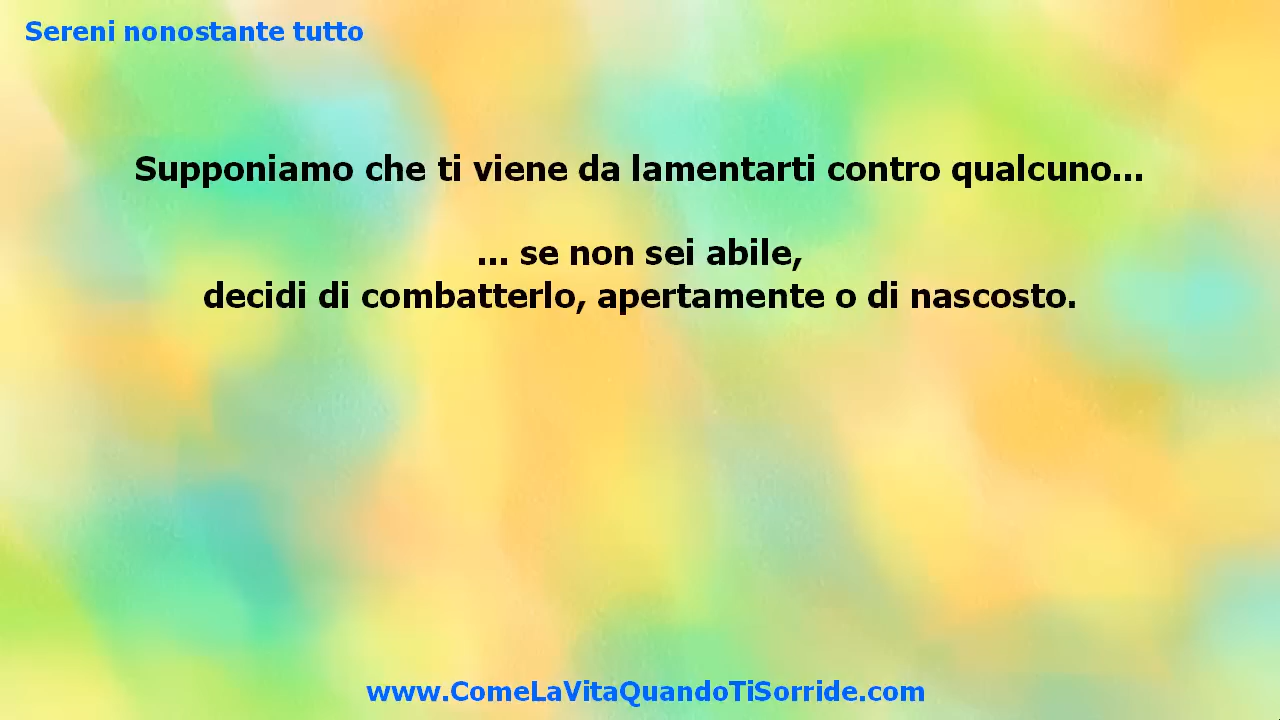 Sereni nonostante tutto
Supponiamo che ti viene da lamentarti contro qualcuno...
... se non sei abile,
decidi di combatterlo, apertamente o di nascosto.
www.ComeLaVitaQuandoTiSorride.com